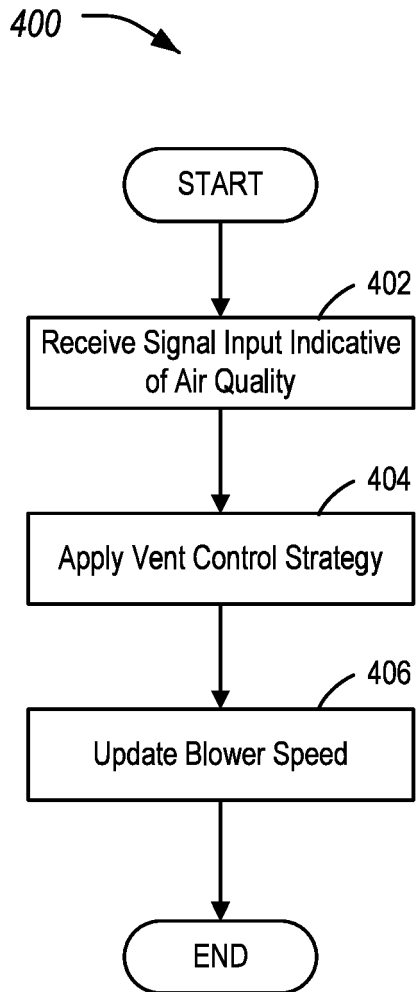 400
START
402
Receive Signal Input Indicative
of Air Quality
404
Apply Vent Control Strategy
406
Update Blower Speed
END